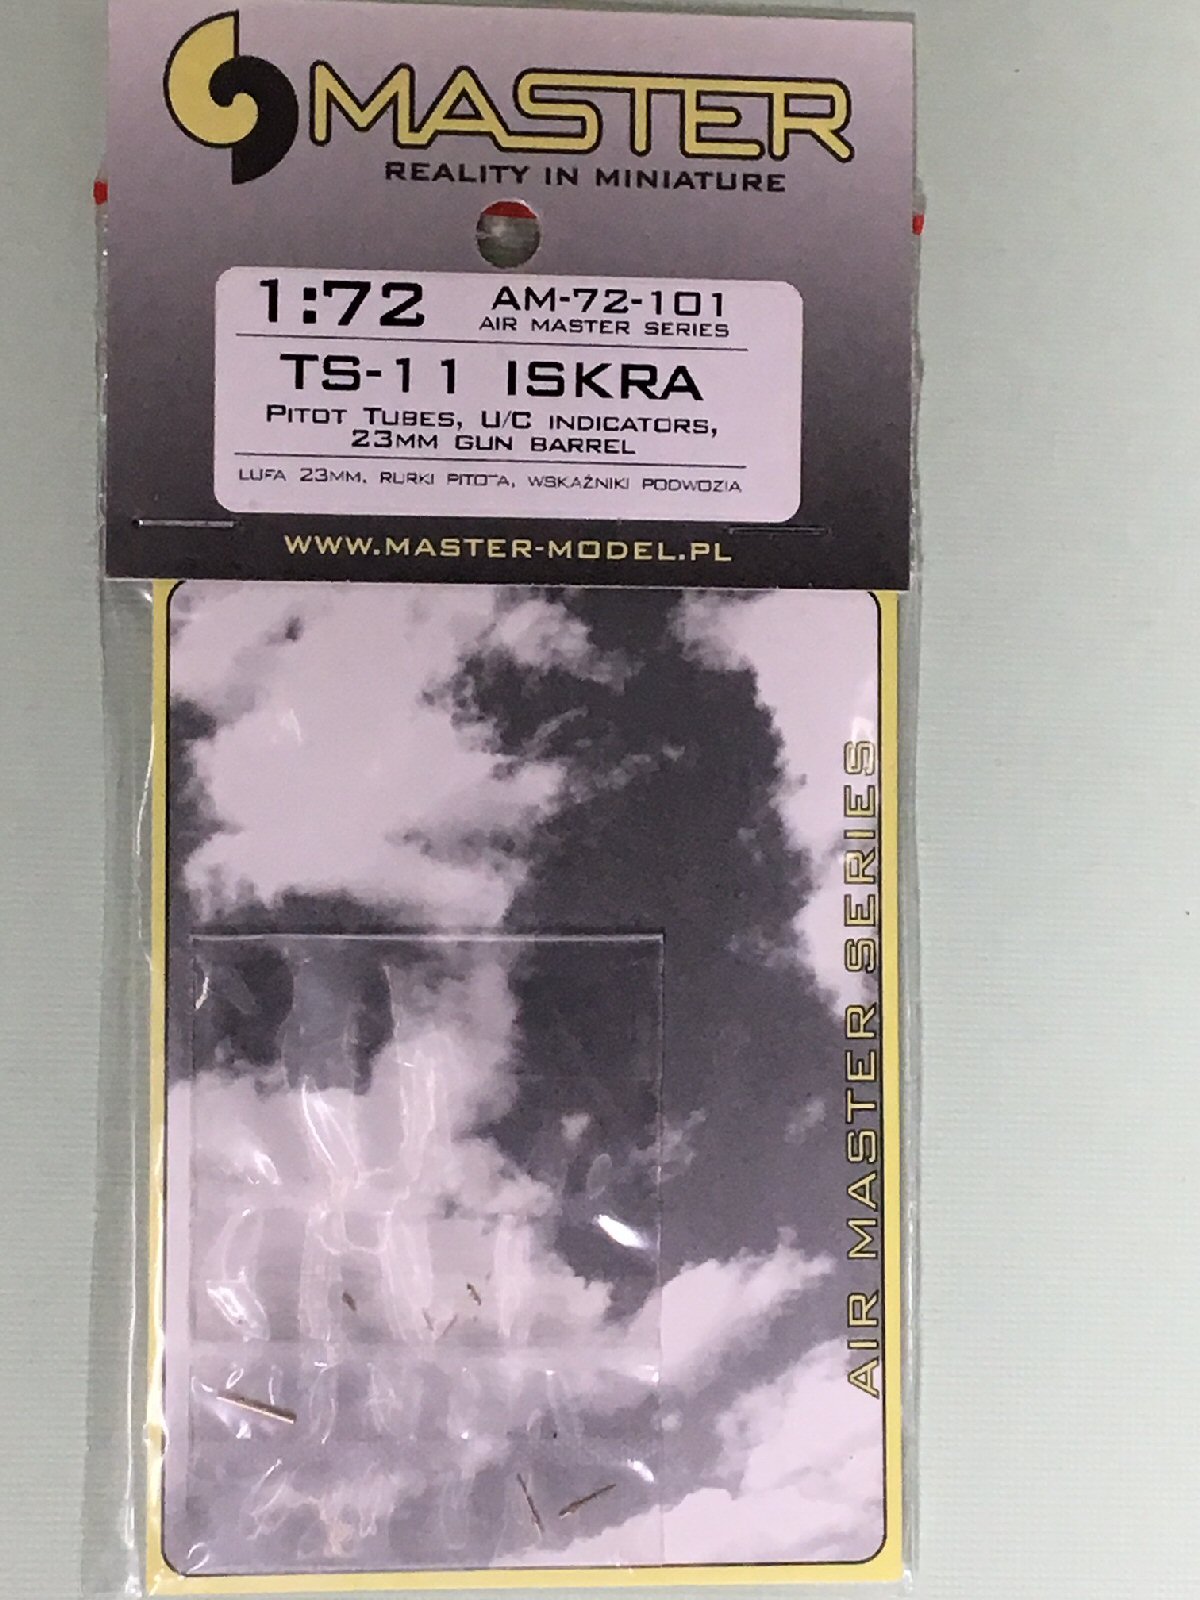 MASTER
REALITY IN MINIATURE
1:72 AM-72-101
AIR MASTER SERIES
TS-11 ISKRA
PITOT TUBES, U/C INDICATORS,
23MM GUN BARREL
LUFA 23MM, RURKI PITOTA, WSKAŹNIKI PODWOZIA
WWW.MASTER-MODEL.PL
AIR MASTER SERIES